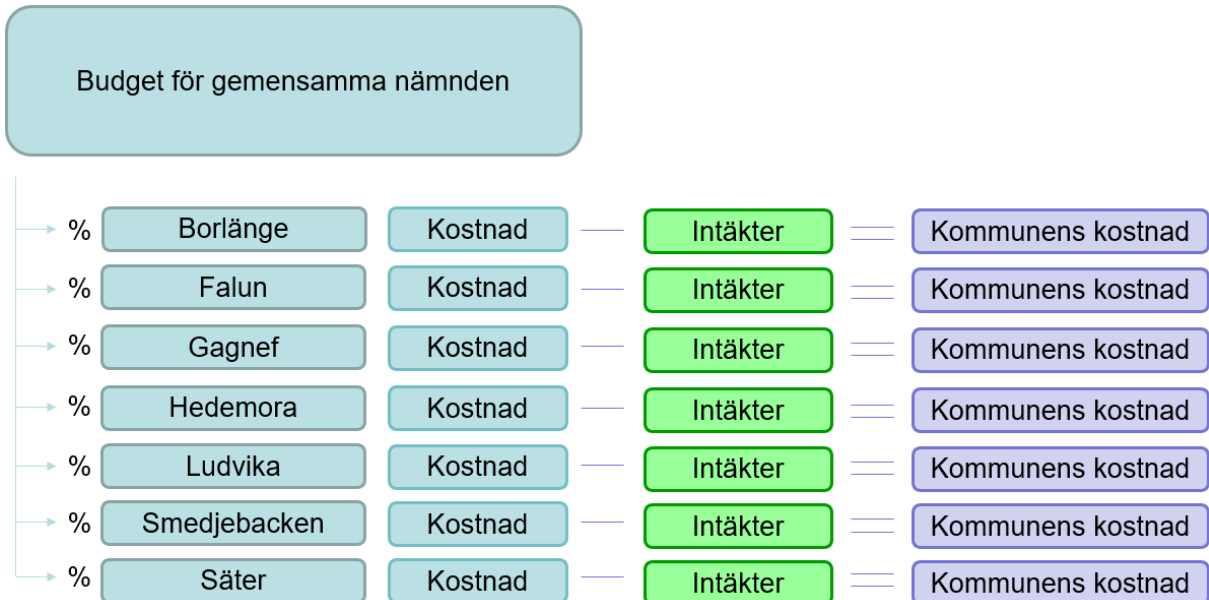 Budget för gemensamma nämnden
% Borlänge Kostnad Intäkter Kommunens kostnad
% Falun Kostnad Intäkter Kommunens kostnad
% Gagnef Kostnad Intäkter Kommunens kostnad
% Hedemora Kostnad Intäkter Kommunens kostnad
% Ludvika Kostnad Intäkter Kommunens kostnad
% Smedjebacken Kostnad Intäkter Kommunens kostnad
% Säter Kostnad Intäkter Kommunens kostnad